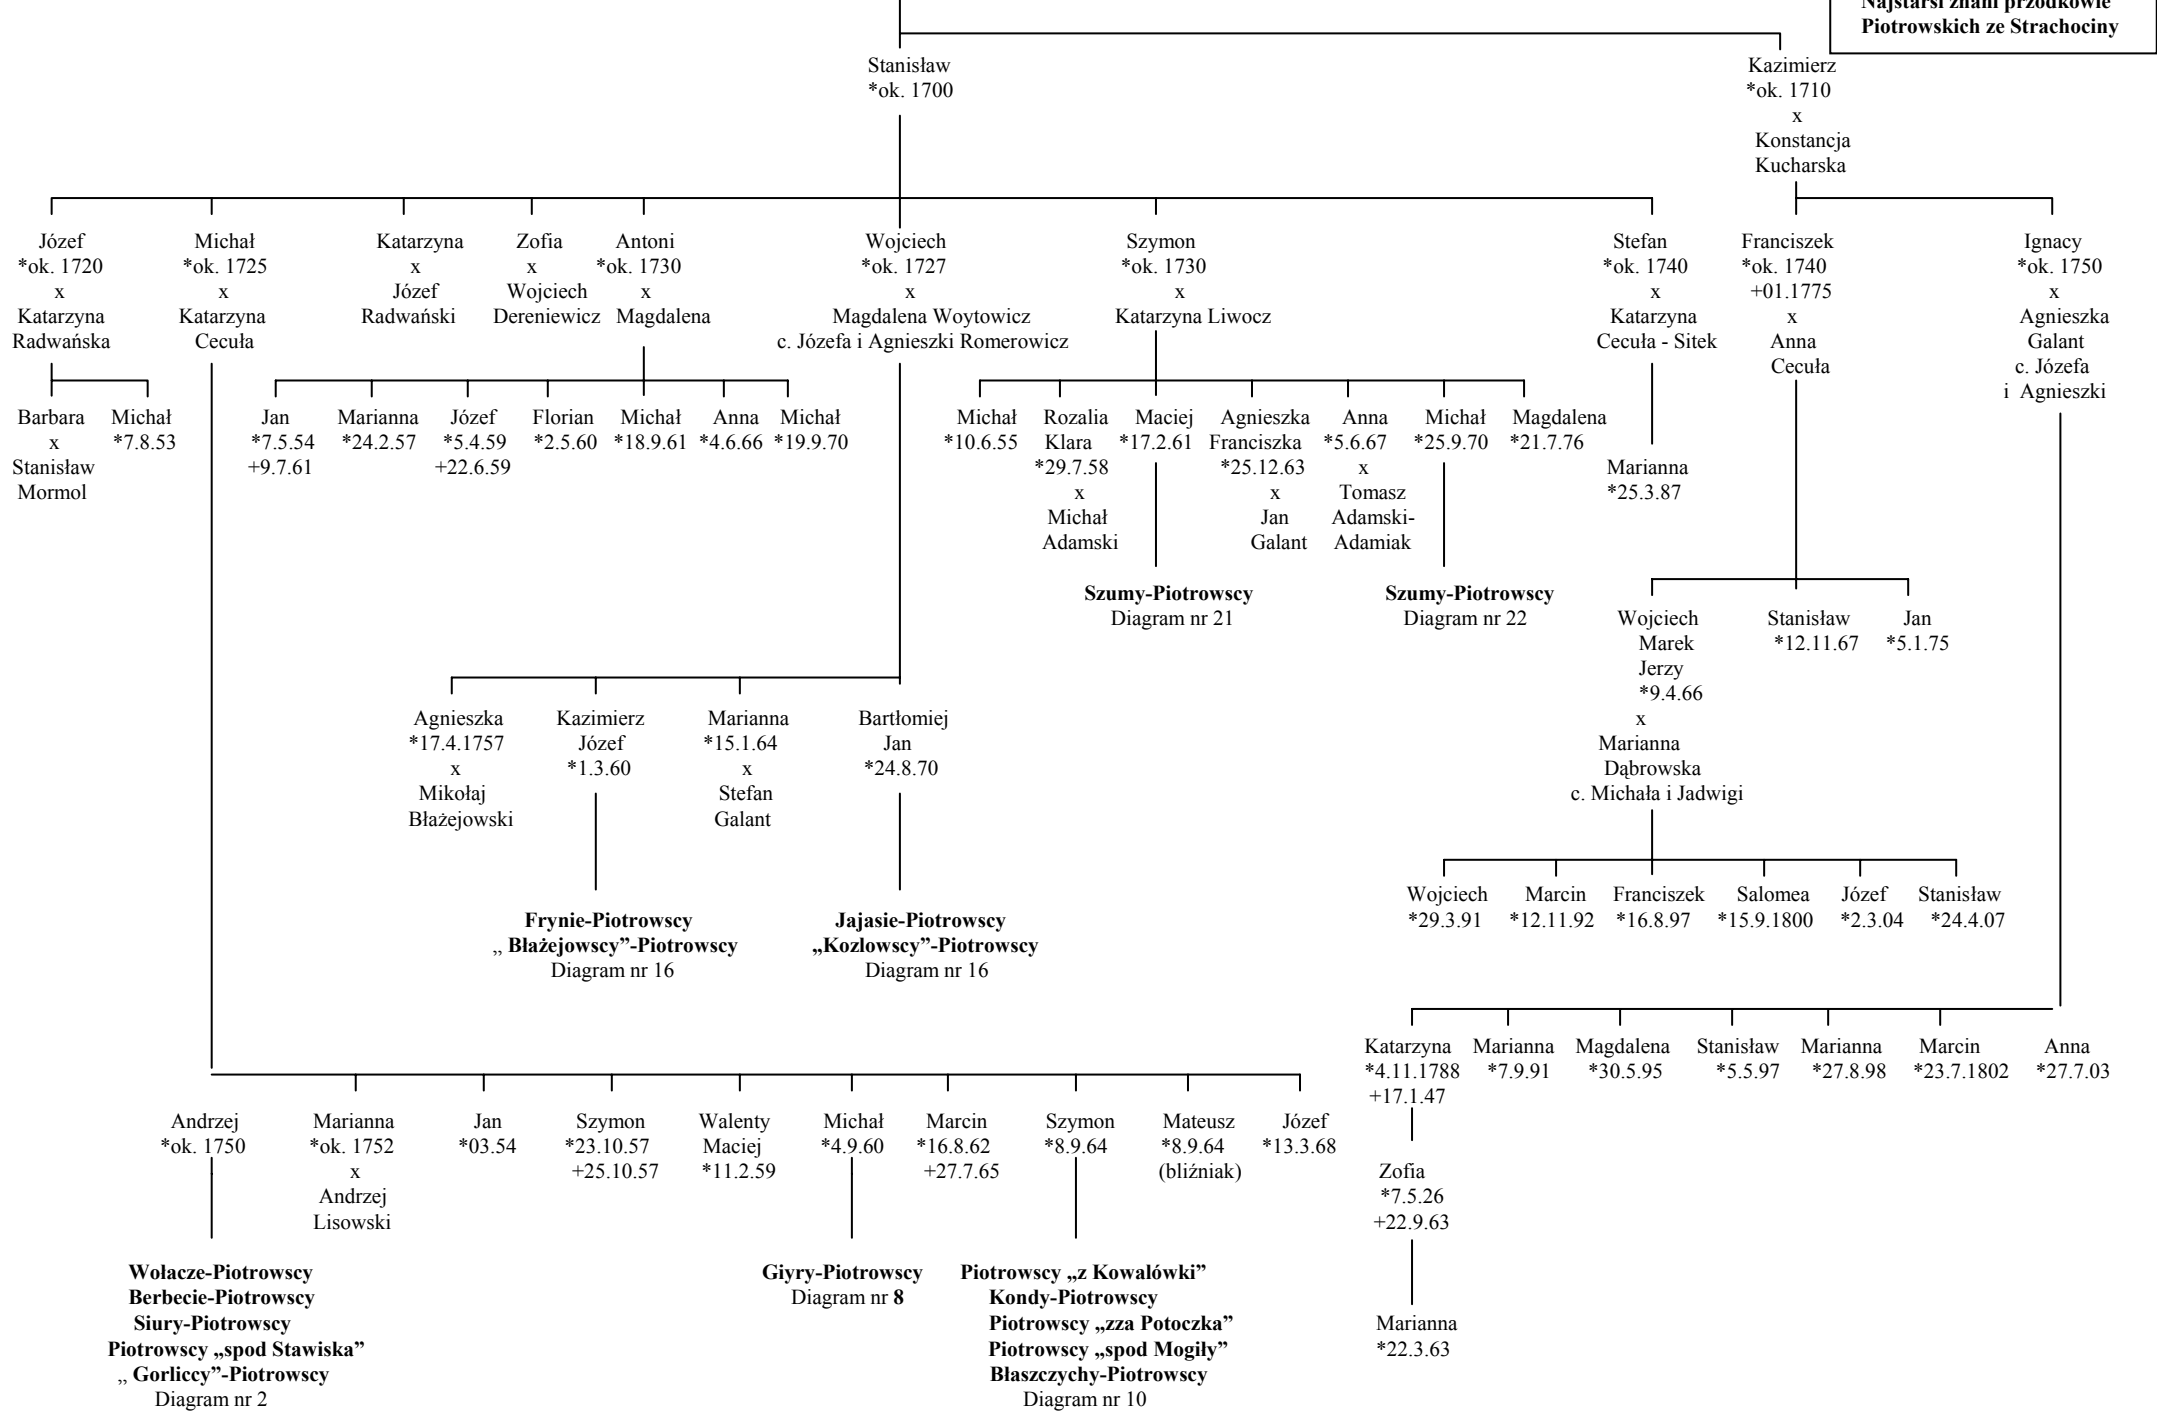 Najstarsi znani przodkowie
Piotrowskich ze Strachociny
Stanisław
*ok. 1700
Kazimierz
*ok. 1710
x
Konstancja
Kucharska
Józef
*ok. 1720
x
Katarzyna
Radwańska
Michał
*ok. 1725
x
Katarzyna
Cecuła
Katarzyna
x
Józef
Radwański
Zofia
x
Wojciech
Dereniewicz
Antoni
*ok. 1730
x
Magdalena
Wojciech
*ok. 1727
x
Magdalena Woytowicz
c. Józefa i Agnieszki Romerowicz
Szymon
*ok. 1730
x
Katarzyna Liwocz
Stefan
*ok. 1740
x
Katarzyna
Cecuła - Sitek
Franciszek
*ok. 1740
+01.1775
x
Anna
Cecuła
Ignacy
*ok. 1750
x
Agnieszka
Galant
c. Józefa
i Agnieszki
Barbara
x
Stanisław
Mormol
Michał
*7.8.53
Jan
*7.5.54
+9.7.61
Marianna
*24.2.57
Józef
*5.4.59
+22.6.59
Florian
*2.5.60
Michał
*18.9.61
Anna
*4.6.66
Michał
*19.9.70
Michał
*10.6.55
Rozalia
Klara
*29.7.58
x
Michał
Adamski
Maciej
*17.2.61
Agnieszka
Franciszka
*25.12.63
x
Jan
Galant
Anna
*5.6.67
x
Tomasz
Adamski-
Adamiak
Michał
*25.9.70
Magdalena
*21.7.76
Marianna
*25.3.87
Szumy-Piotrowscy
Diagram nr 21
Szumy-Piotrowscy
Diagram nr 22
Wojciech
Marek
Jerzy
*9.4.66
x
Marianna
Dąbrowska
c. Michała i Jadwigi
Stanisław
*12.11.67
Jan
*5.1.75
Agnieszka
*17.4.1757
x
Mikołaj
Błażejowski
Kazimierz
Józef
*1.3.60
Marianna
*15.1.64
x
Stefan
Galant
Bartłomiej
Jan
*24.8.70
Wojciech
*29.3.91
Marcin
*12.11.92
Franciszek
*16.8.97
Salomea
*15.9.1800
Józef
*2.3.04
Stanisław
*24.4.07
Frynie-Piotrowscy
„ Błażejowscy”-Piotrowscy
Diagram nr 16
Jajasie-Piotrowscy
„Kozlowscy”-Piotrowscy
Diagram nr 16
Katarzyna
*4.11.1788
+17.1.47
Marianna
*7.9.91
Magdalena
*30.5.95
Stanisław
*5.5.97
Marianna
*27.8.98
Marcin
*23.7.1802
Anna
*27.7.03
Andrzej
*ok. 1750
Marianna
*ok. 1752
x
Andrzej
Lisowski
Jan
*03.54
Szymon
*23.10.57
+25.10.57
Walenty
Maciej
*11.2.59
Michał
*4.9.60
Marcin
*16.8.62
+27.7.65
Szymon
*8.9.64
Mateusz
*8.9.64
(bliźniak)
Józef
*13.3.68
Zofia
*7.5.26
+22.9.63
Marianna
*22.3.63
Wołacze-Piotrowscy
Berbecie-Piotrowscy
Siury-Piotrowscy
Piotrowscy „spod Stawiska”
„ Gorliccy”-Piotrowscy
Diagram nr 2
Giyry-Piotrowscy
Diagram nr 8
Piotrowscy „z Kowalówki”
Kondy-Piotrowscy
Piotrowscy „zza Potoczka”
Piotrowscy „spod Mogiły”
Błaszczychy-Piotrowscy
Diagram nr 10